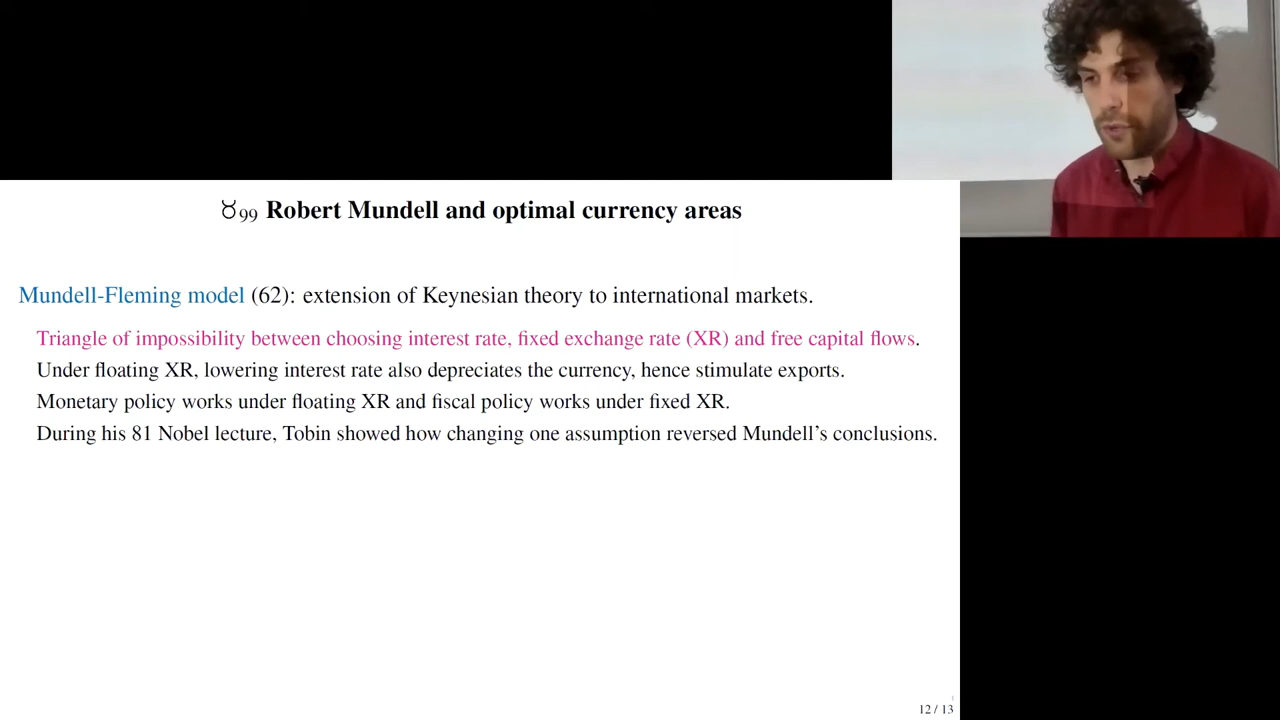 ♉99 Robert Mundell and optimal currency areas
Mundell-Fleming model (62): extension of Keynesian theory to international markets.
Triangle of impossibility between choosing interest rate, fixed exchange rate (XR) and free capital flows.
Under floating XR, lowering interest rate also depreciates the currency, hence stimulate exports.
Monetary policy works under floating XR and fiscal policy works under fixed XR.
During his 81 Nobel lecture, Tobin showed how changing one assumption reversed Mundell's conclusions.
12 / 13